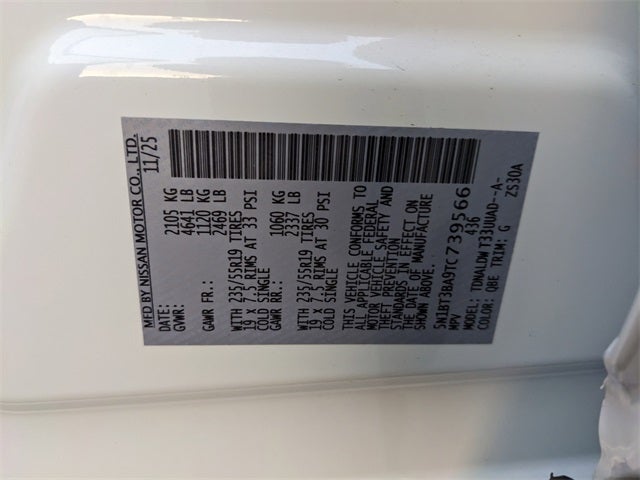 MFD BY NISSAN MOTOR CO., LTD.
DATE: 11/25
GVWR: 2105 KG
4641 LB
GAWR FR.: 1120 KG
2469 LB
WITH 235/55R19 TIRES
19 X 7.5 RIMS AT 33 PSI
COLD SINGLE
GAWR RR.: 1060 KG
2337 LB
WITH 235/55R19 TIRES
19 X 7.5 RIMS AT 30 PSI
COLD SINGLE
THIS VEHICLE CONFORMS TO
ALL APPLICABLE FEDERAL
MOTOR VEHICLE SAFETY AND
THEFT PREVENTION
STANDARDS IN EFFECT ON
THE DATE OF MANUFACTURE
SHOWN ABOVE.
5N1BT3BA9TC739566
MPV 436
MODEL: TDNALDW T33UUAD--A-
COLOR: QBE TRIM: G ZS30A